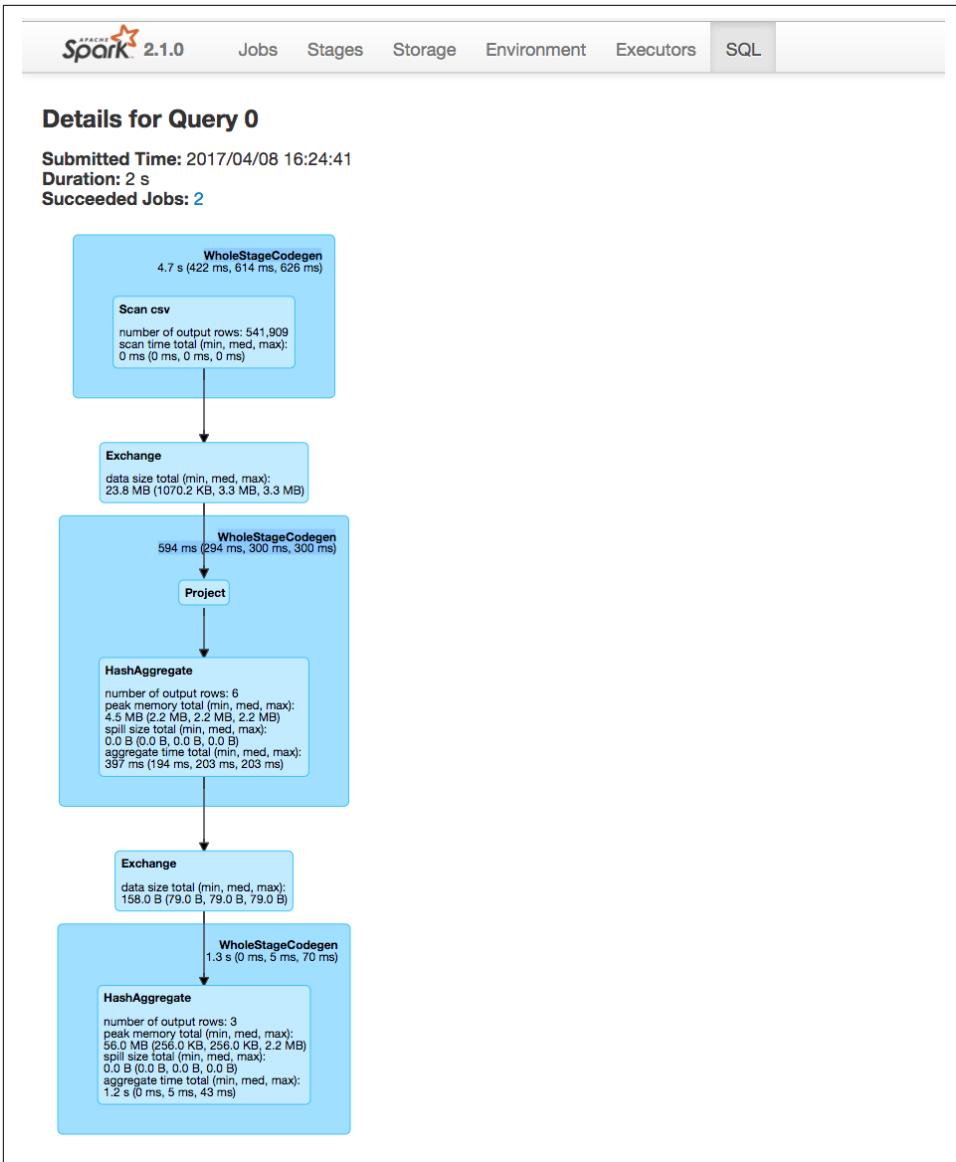 APACHE
Spark 2.1.0 Jobs Stages Storage Environment Executors SQL
Details for Query 0
Submitted Time: 2017/04/08 16:24:41
Duration: 2 s
Succeeded Jobs: 2
WholeStageCodegen
4.7 s (422 ms, 614 ms, 626 ms)
Scan csv
number of output rows: 541,909
scan time total (min, med, max):
0 ms (0 ms, 0 ms, 0 ms)
Exchange
data size total (min, med, max):
23.8 MB (1070.2 KB, 3.3 MB, 3.3 MB)
WholeStageCodegen
594 ms (294 ms, 300 ms, 300 ms)
Project
HashAggregate
number of output rows: 6
peak memory total (min, med, max):
4.5 MB (2.2 MB, 2.2 MB, 2.2 MB)
spill size total (min, med, max):
0.0 B (0.0 B, 0.0 B, 0.0 B)
aggregate time total (min, med, max):
397 ms (194 ms, 203 ms, 203 ms)
Exchange
data size total (min, med, max):
158.0 B (79.0 B, 79.0 B, 79.0 B)
WholeStageCodegen
1.3 s (0 ms, 5 ms, 70 ms)
HashAggregate
number of output rows: 3
peak memory total (min, med, max):
56.0 MB (256.0 KB, 256.0 KB, 2.2 MB)
spill size total (min, med, max):
0.0 B (0.0 B, 0.0 B, 0.0 B)
aggregate time total (min, med, max):
1.2 s (0 ms, 5 ms, 43 ms)